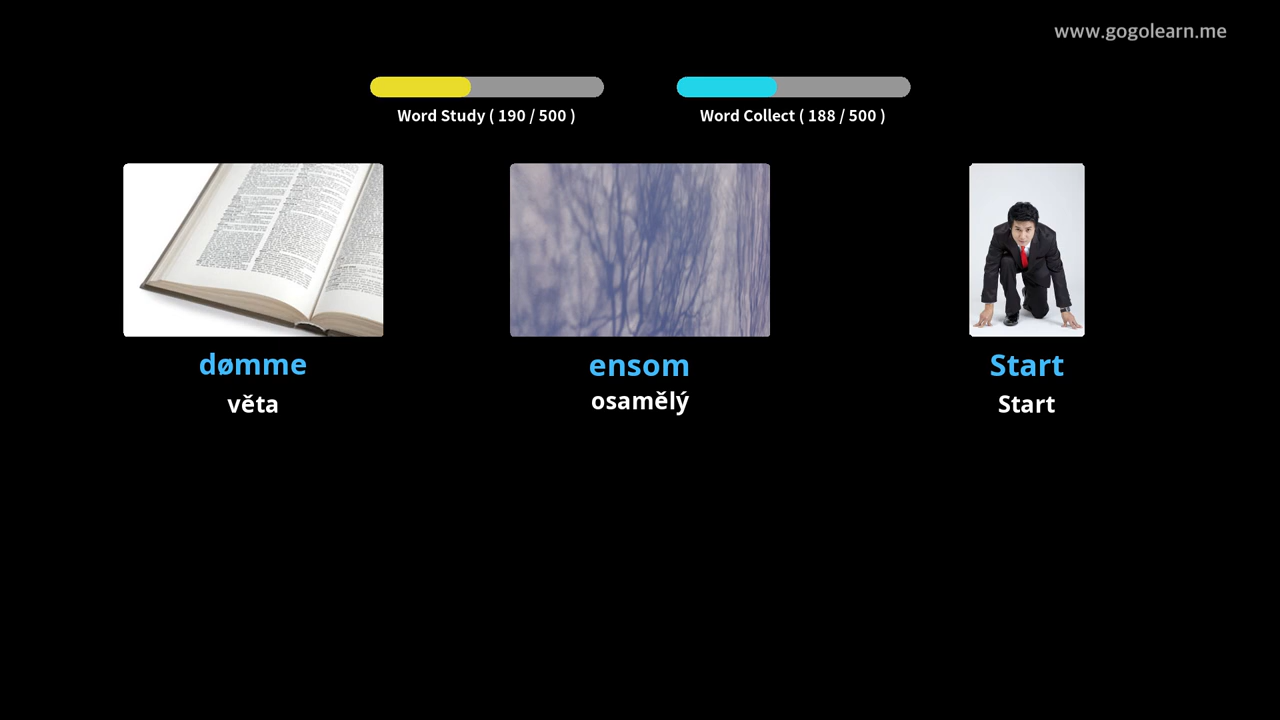 www.gogolearn.me
Word Study ( 190 / 500 )
Word Collect ( 188 / 500 )
dømme
věta
ensom
osamělý
Start
Start